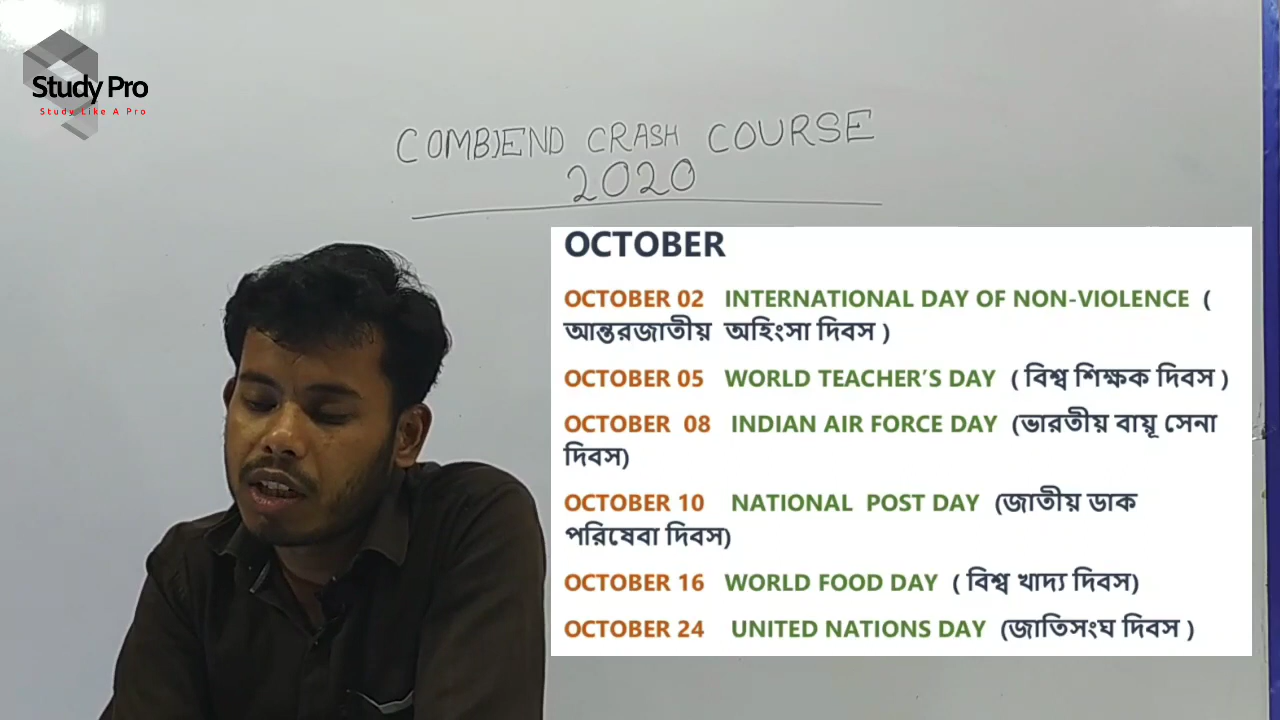 Study Pro
Study Like A Pro
COMBIEND CRASH COURSE
2020
OCTOBER
OCTOBER 02 INTERNATIONAL DAY OF NON-VIOLENCE (
আন্তরজাতীয় অহিংসা দিবস )
OCTOBER 05 WORLD TEACHER’S DAY ( বিশ্ব শিক্ষক দিবস )
OCTOBER 08 INDIAN AIR FORCE DAY (ভারতীয় বায়ূ সেনা
দিবস)
OCTOBER 10 NATIONAL POST DAY (জাতীয় ডাক
পরিষেবা দিবস)
OCTOBER 16 WORLD FOOD DAY ( বিশ্ব খাদ্য দিবস)
OCTOBER 24 UNITED NATIONS DAY (জাতিসংঘ দিবস )